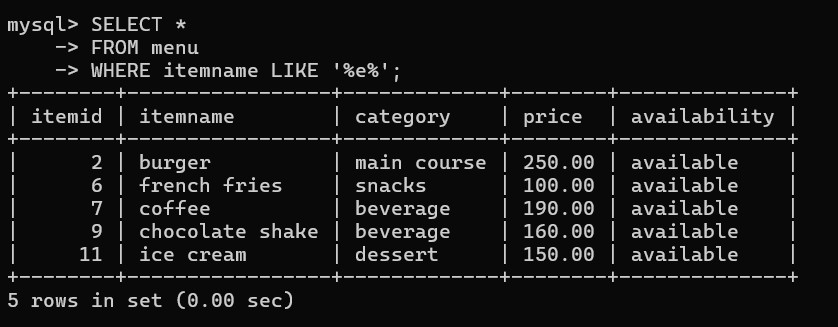 mysql> SELECT *
    -> FROM menu
    -> WHERE itemname LIKE '%e%';
+--------+-----------------+-------------+--------+--------------+
| itemid | itemname        | category    | price  | availability |
+--------+-----------------+-------------+--------+--------------+
|      2 | burger          | main course | 250.00 | available    |
|      6 | french fries    | snacks      | 100.00 | available    |
|      7 | coffee          | beverage    | 190.00 | available    |
|      9 | chocolate shake | beverage    | 160.00 | available    |
|     11 | ice cream       | dessert     | 150.00 | available    |
+--------+-----------------+-------------+--------+--------------+
5 rows in set (0.00 sec)